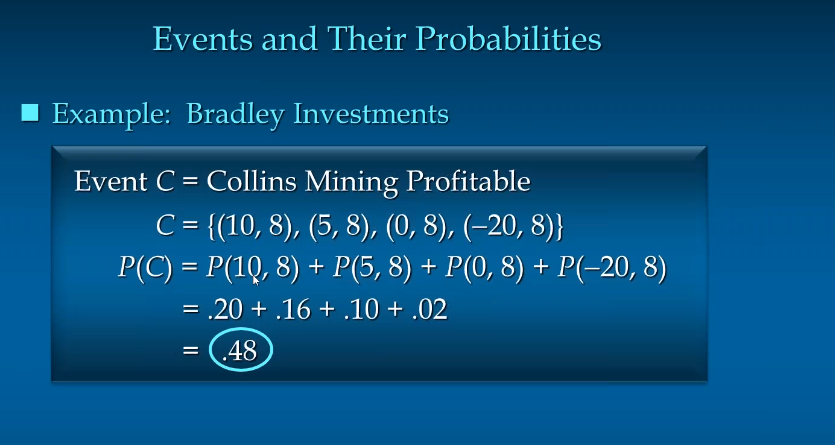 Events and Their Probabilities
Example: Bradley Investments
Event C = Collins Mining Profitable
C = {(10, 8), (5, 8), (0, 8), (–20, 8)}
P(C) = P(10, 8) + P(5, 8) + P(0, 8) + P(–20, 8)
= .20 + .16 + .10 + .02
= .48